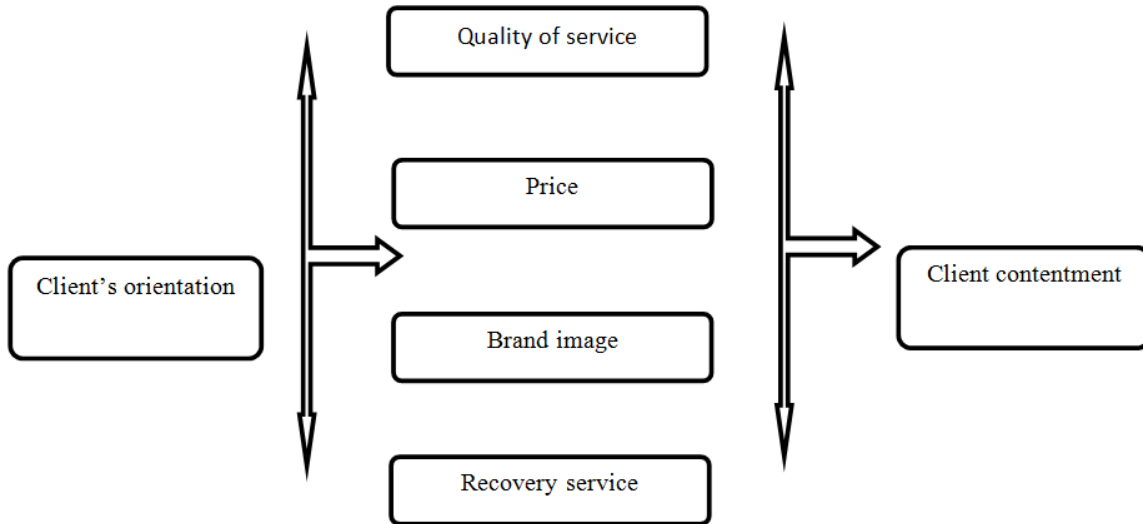 Quality of service
Price
Client’s orientation
Client contentment
Brand image
Recovery service